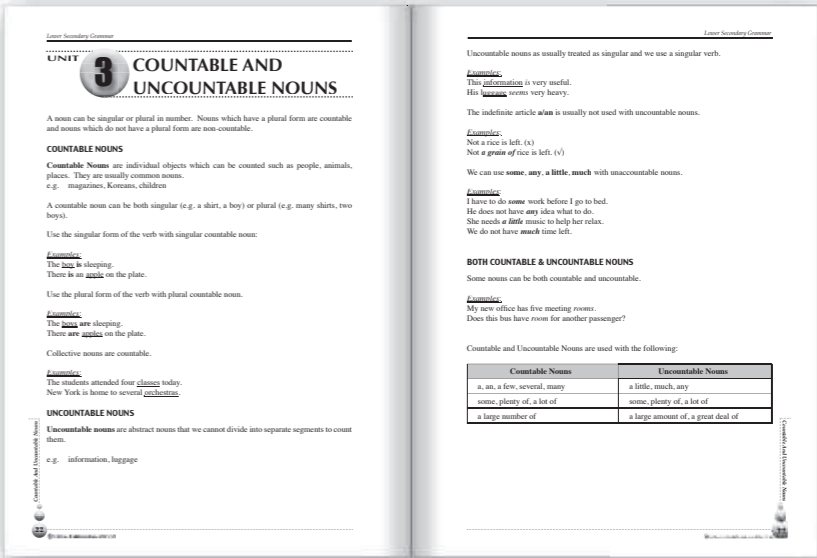 Lower Secondary Grammar
UNIT
3
COUNTABLE AND
UNCOUNTABLE NOUNS
A noun can be singular or plural in number. Nouns which have a plural form are countable
and nouns which do not have a plural form are non-countable.
COUNTABLE NOUNS
Countable Nouns are individual objects which can be counted such as people, animals,
places. They are usually common nouns.
e.g. magazines, Koreans, children
A countable noun can be both singular (e.g. a shirt, a boy) or plural (e.g. many shirts, two
boys).
Use the singular form of the verb with singular countable noun:
Examples:
The boy is sleeping.
There is an apple on the plate.
Use the plural form of the verb with plural countable noun.
Examples:
The boys are sleeping.
There are apples on the plate.
Collective nouns are countable.
Examples:
The students attended four classes today.
New York is home to several orchestras.
UNCOUNTABLE NOUNS
Uncountable nouns are abstract nouns that we cannot divide into separate segments to count
them.
e.g. information, luggage
Countable And Uncountable Nouns
22
Lower Secondary Grammar
Uncountable nouns as usually treated as singular and we use a singular verb.
Examples:
This information is very useful.
His luggage seems very heavy.
The indefinite article a/an is usually not used with uncountable nouns.
Examples:
Not a rice is left. (x)
Not a grain of rice is left. (√)
We can use some, any, a little, much with unaccountable nouns.
Examples:
I have to do some work before I go to bed.
He does not have any idea what to do.
She needs a little music to help her relax.
We do not have much time left.
BOTH COUNTABLE & UNCOUNTABLE NOUNS
Some nouns can be both countable and uncountable.
Examples:
My new office has five meeting rooms.
Does this bus have room for another passenger?
Countable and Uncountable Nouns are used with the following:
Countable Nouns Uncountable Nouns
a, an, a few, several, many a little, much, any
some, plenty of, a lot of some, plenty of, a lot of
a large number of a large amount of, a great deal of
Countable And Uncountable Nouns